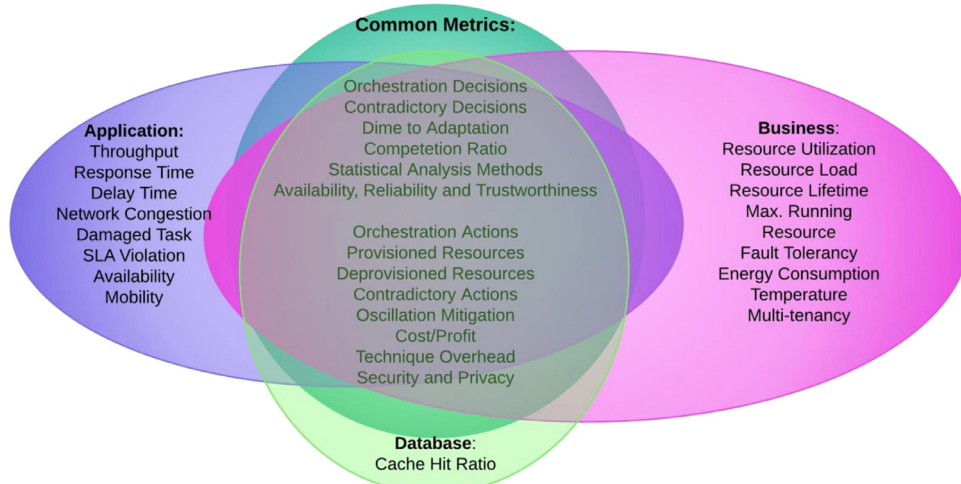 Common Metrics:
Orchestration Decisions
Contradictory Decisions
Dime to Adaptation
Competetion Ratio
Statistical Analysis Methods
Availability, Reliability and Trustworthiness
Orchestration Actions
Provisioned Resources
Deprovisioned Resources
Contradictory Actions
Oscillation Mitigation
Cost/Profit
Technique Overhead
Security and Privacy
Application:
Throughput
Response Time
Delay Time
Network Congestion
Damaged Task
SLA Violation
Availability
Mobility
Business:
Resource Utilization
Resource Load
Resource Lifetime
Max. Running
Resource
Fault Tolerancy
Energy Consumption
Temperature
Multi-tenancy
Database:
Cache Hit Ratio